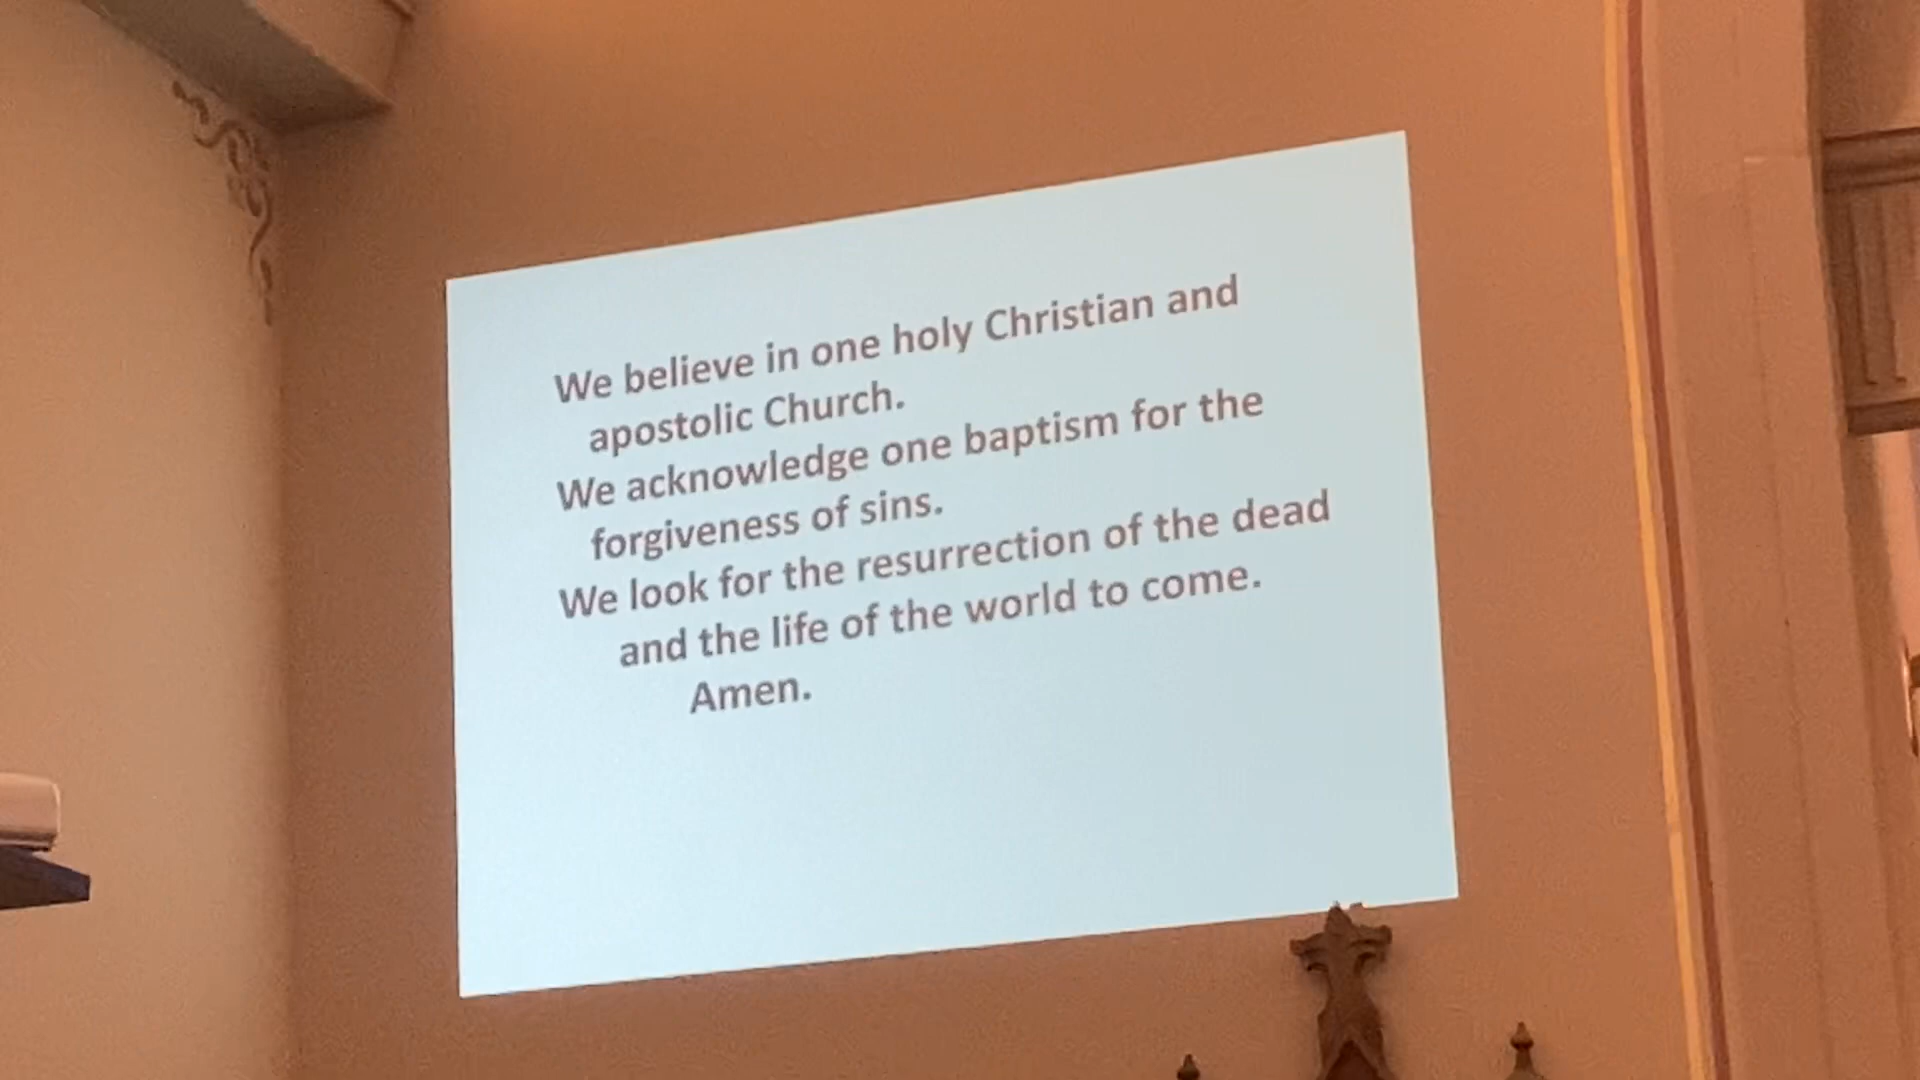 We believe in one holy Christian and
apostolic Church.
We acknowledge one baptism for the
forgiveness of sins.
We look for the resurrection of the dead
and the life of the world to come.
Amen.